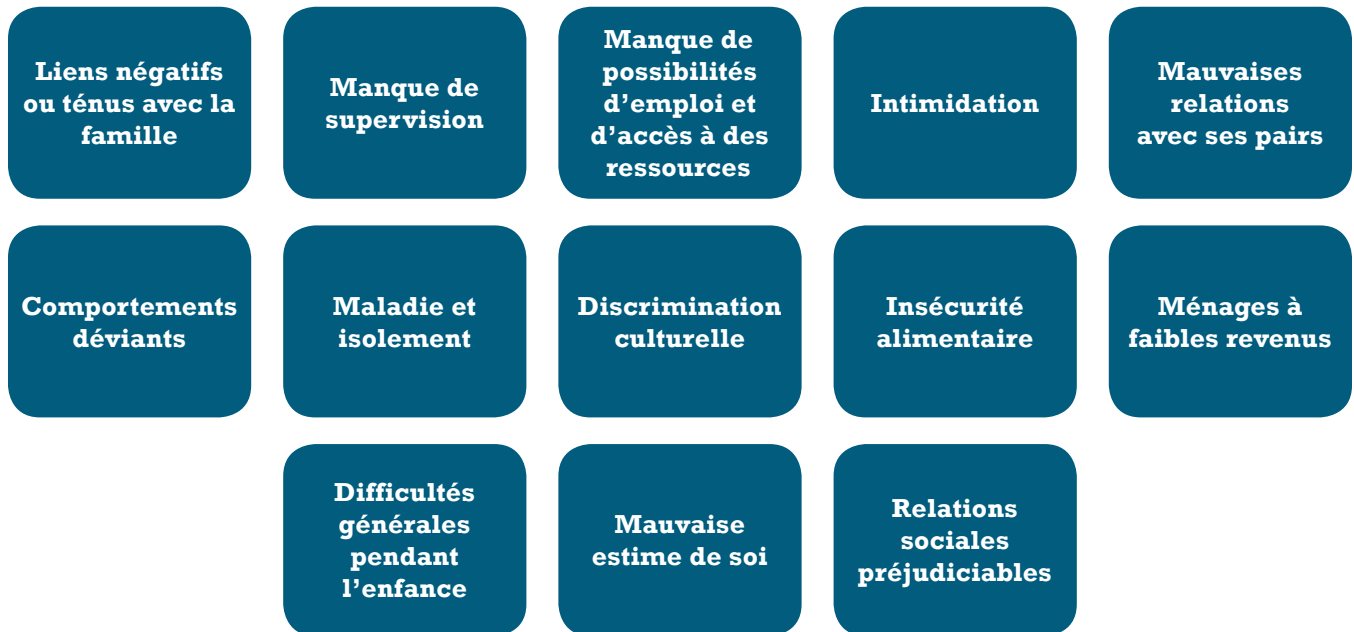 Liens négatifs
ou ténus avec la
famille
Manque de
supervision
Manque de
possibilités
d’emploi et
d’accès à des
ressources
Intimidation
Mauvaises
relations
avec ses pairs
Comportements
déviants
Maladie et
isolement
Discrimination
culturelle
Insécurité
alimentaire
Ménages à
faibles revenus
Difficultés
générales
pendant
l’enfance
Mauvaise
estime de soi
Relations
sociales
préjudiciables